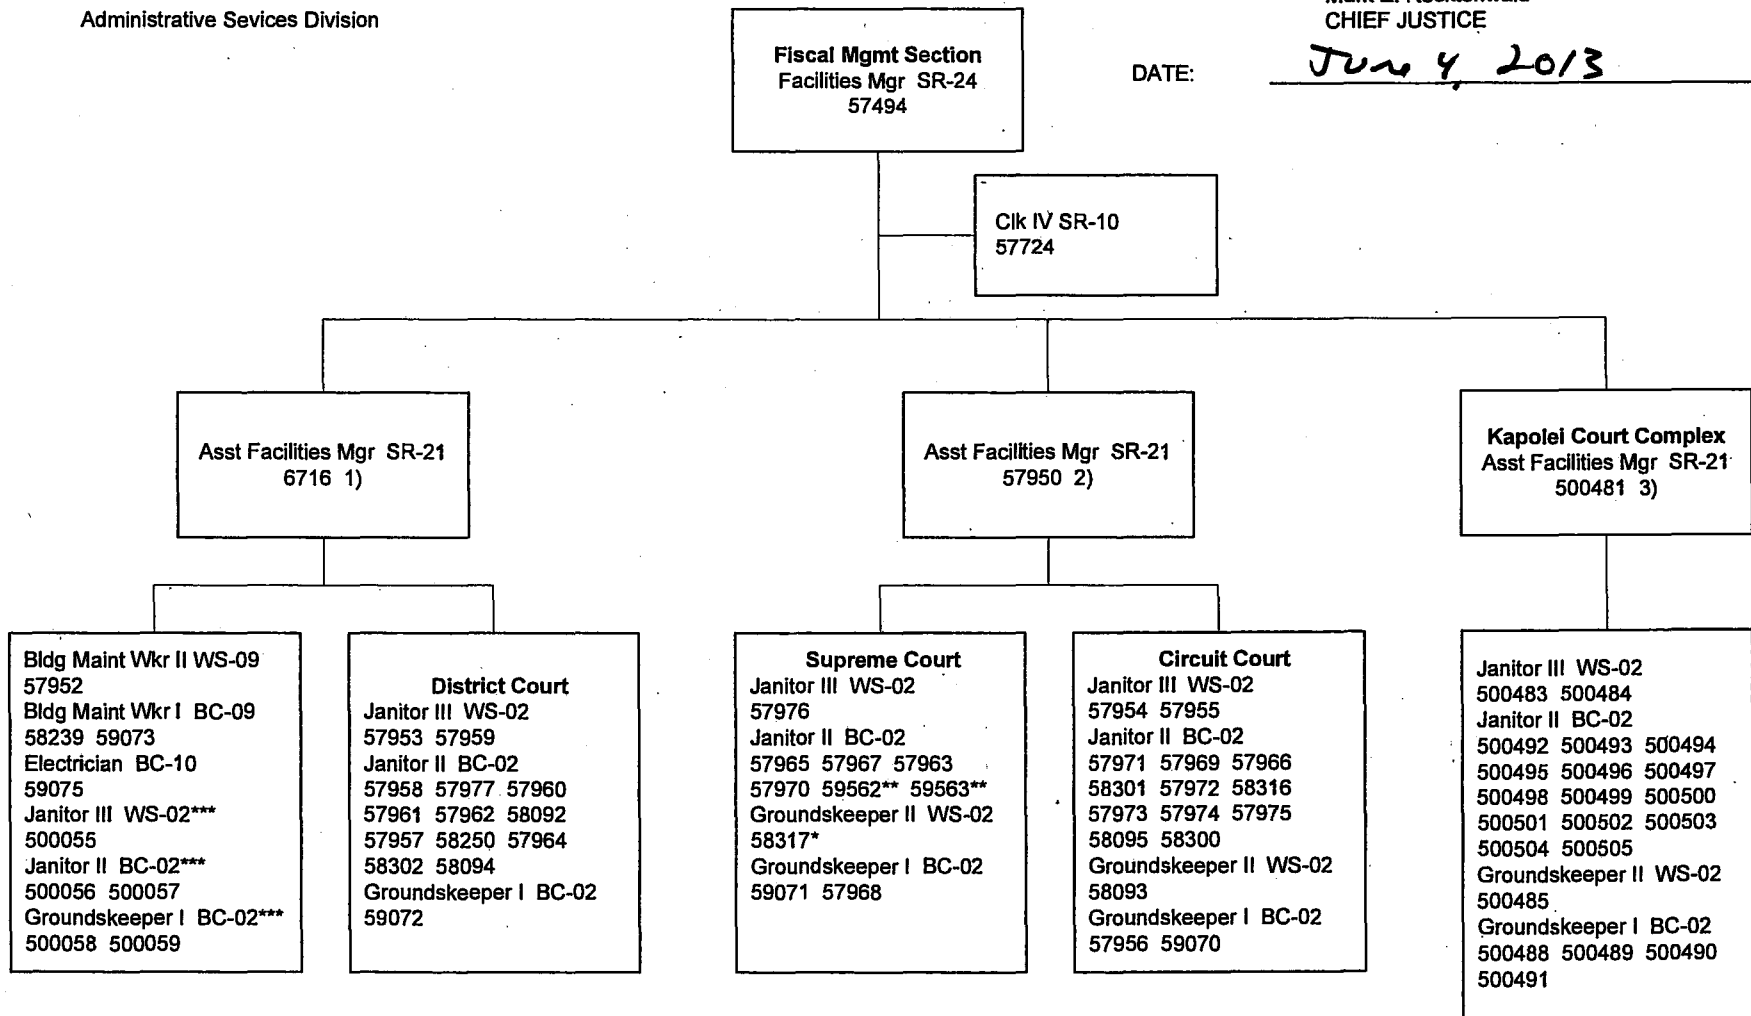 Administrative Sevices Division
CHIEF JUSTICE
DATE:
June 4, 2013
Fiscal Mgmt Section
Facilities Mgr SR-24
57494
Clk IV SR-10
57724
Asst Facilities Mgr SR-21
6716 1)
Asst Facilities Mgr SR-21
57950 2)
Kapolei Court Complex
Asst Facilities Mgr SR-21
500481 3)
Bldg Maint Wkr II WS-09
57952
Bldg Maint Wkr I BC-09
58239 59073
Electrician BC-10
59075
Janitor III WS-02***
500055
Janitor II BC-02***
500056 500057
Groundskeeper I BC-02***
500058 500059
District Court
Janitor III WS-02
57953 57959
Janitor II BC-02
57958 57977 57960
57961 57962 58092
57957 58250 57964
58302 58094
Groundskeeper I BC-02
59072
Supreme Court
Janitor III WS-02
57976
Janitor II BC-02
57965 57967 57963
57970 59562** 59563**
Groundskeeper II WS-02
58317*
Groundskeeper I BC-02
59071 57968
Circuit Court
Janitor III WS-02
57954 57955
Janitor II BC-02
57971 57969 57966
58301 57972 58316
57973 57974 57975
58095 58300
Groundskeeper II WS-02
58093
Groundskeeper I BC-02
57956 59070
Janitor III WS-02
500483 500484
Janitor II BC-02
500492 500493 500494
500495 500496 500497
500498 500499 500500
500501 500502 500503
500504 500505
Groundskeeper II WS-02
500485
Groundskeeper I BC-02
500488 500489 500490
500491